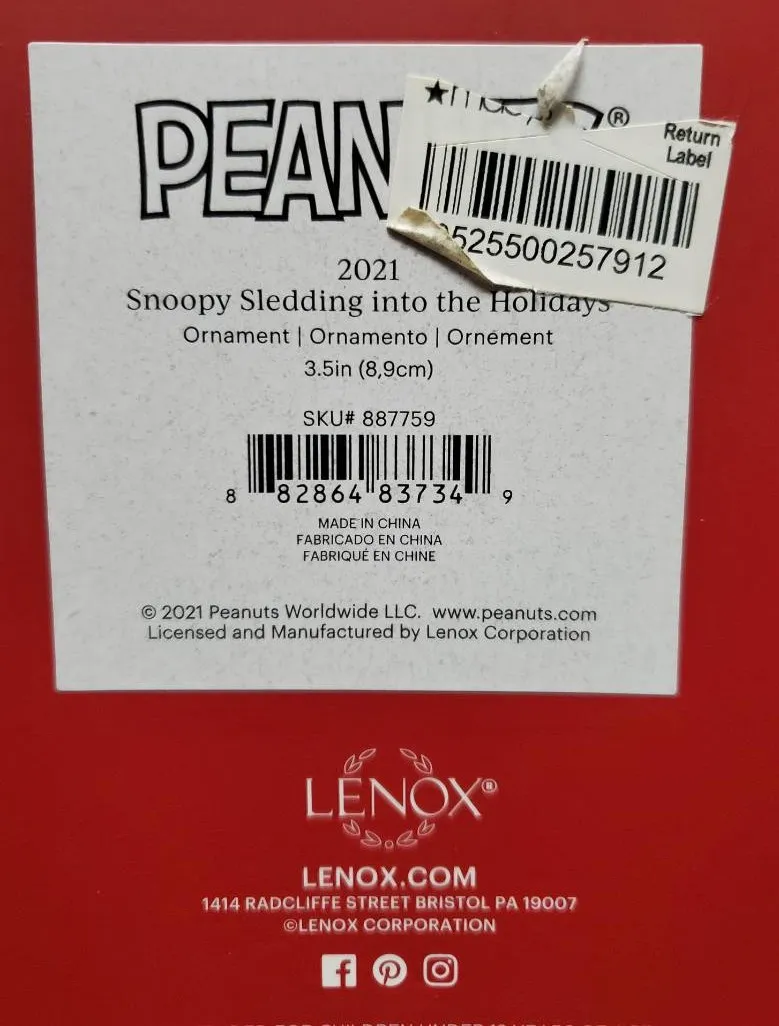 PEAN
®
★macy's
Return
Label
525500257912
2021
Snoopy Sledding into the Holidays
Ornament | Ornamento | Ornement
3.5in (8,9cm)
SKU# 887759
8 82864 83734 9
MADE IN CHINA
FABRICADO EN CHINA
FABRIQUÉ EN CHINE
© 2021 Peanuts Worldwide LLC. www.peanuts.com
Licensed and Manufactured by Lenox Corporation
LENOX®
LENOX.COM
1414 RADCLIFFE STREET BRISTOL PA 19007
©LENOX CORPORATION